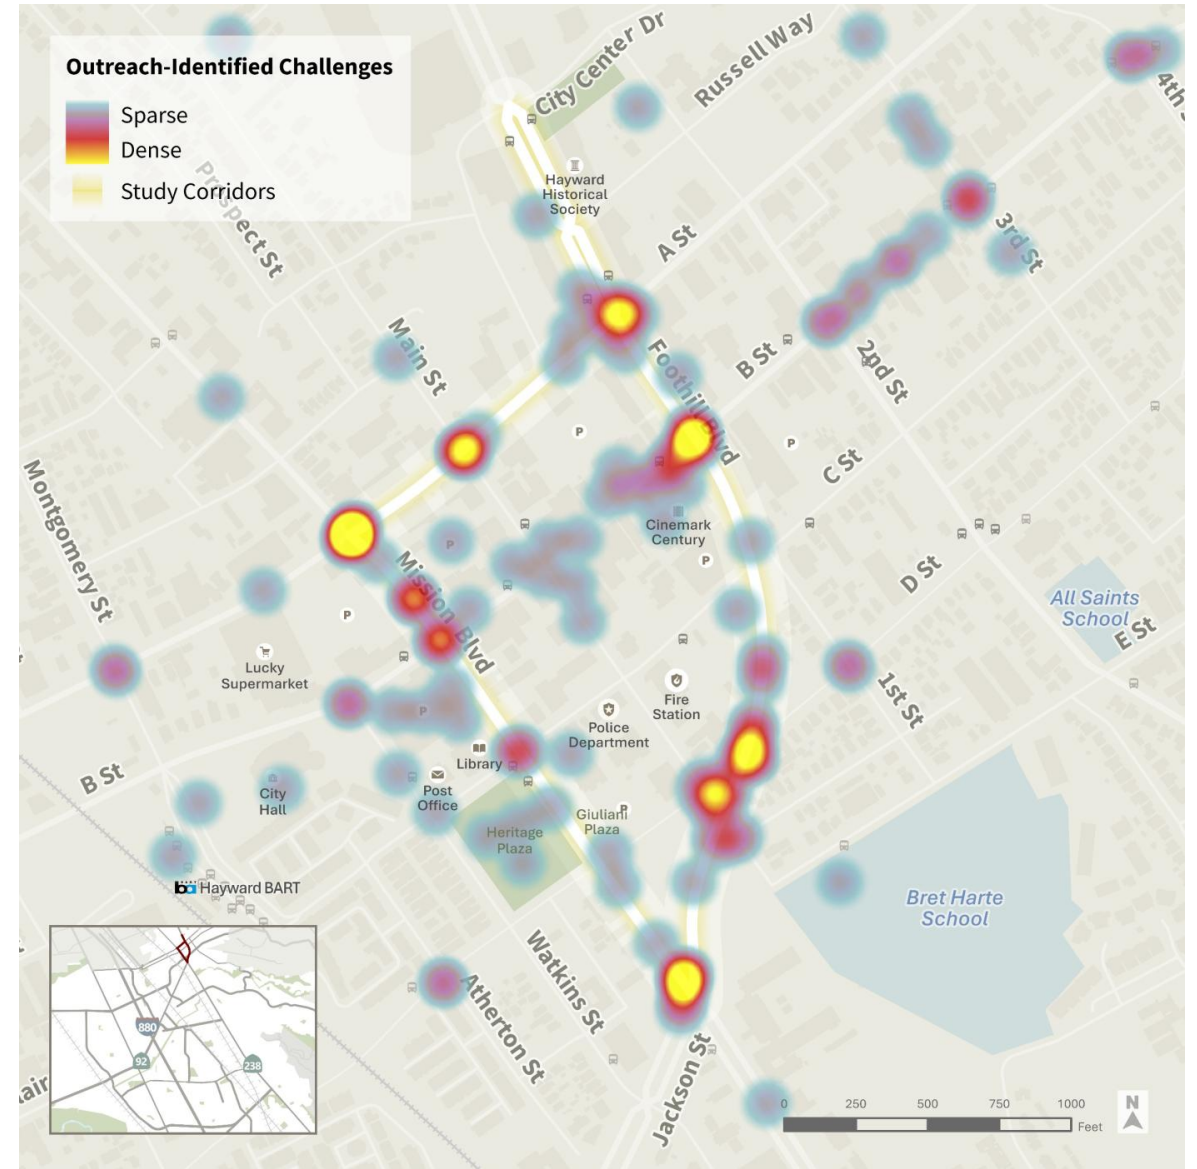 Outreach-Identified Challenges
Sparse
Dense
Study Corridors
City Center Dr
Russell Way
4th
Prospect St
Hayward
Historical
Society
A St
3rd St
Main St
Foothill Blvd
B St
2nd St
P
P
C St
Montgomery St
Cinemark
Century
P
P
Mission Blvd
D St
All Saints
School
E St
P
Lucky
Supermarket
Fire
Station
1st St
P
Police
Department
Library
B St
City
Hall
Post
Office
Giuliani
Plaza
P
Heritage
Plaza
ba Hayward BART
Bret Harte
School
Watkins St
Atherton St
Jackson St
880
92
238
0 250 500 750 1000
Feet
N